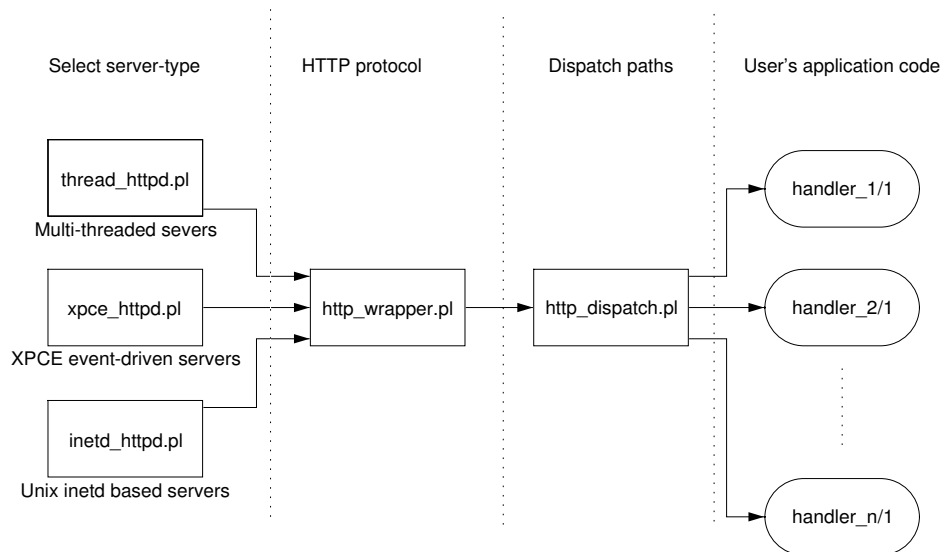 Select server-type
HTTP protocol
Dispatch paths
User's application code
thread_httpd.pl
Multi-threaded severs
xpce_httpd.pl
XPCE event-driven servers
inetd_httpd.pl
Unix inetd based servers
http_wrapper.pl
http_dispatch.pl
handler_1/1
handler_2/1
handler_n/1